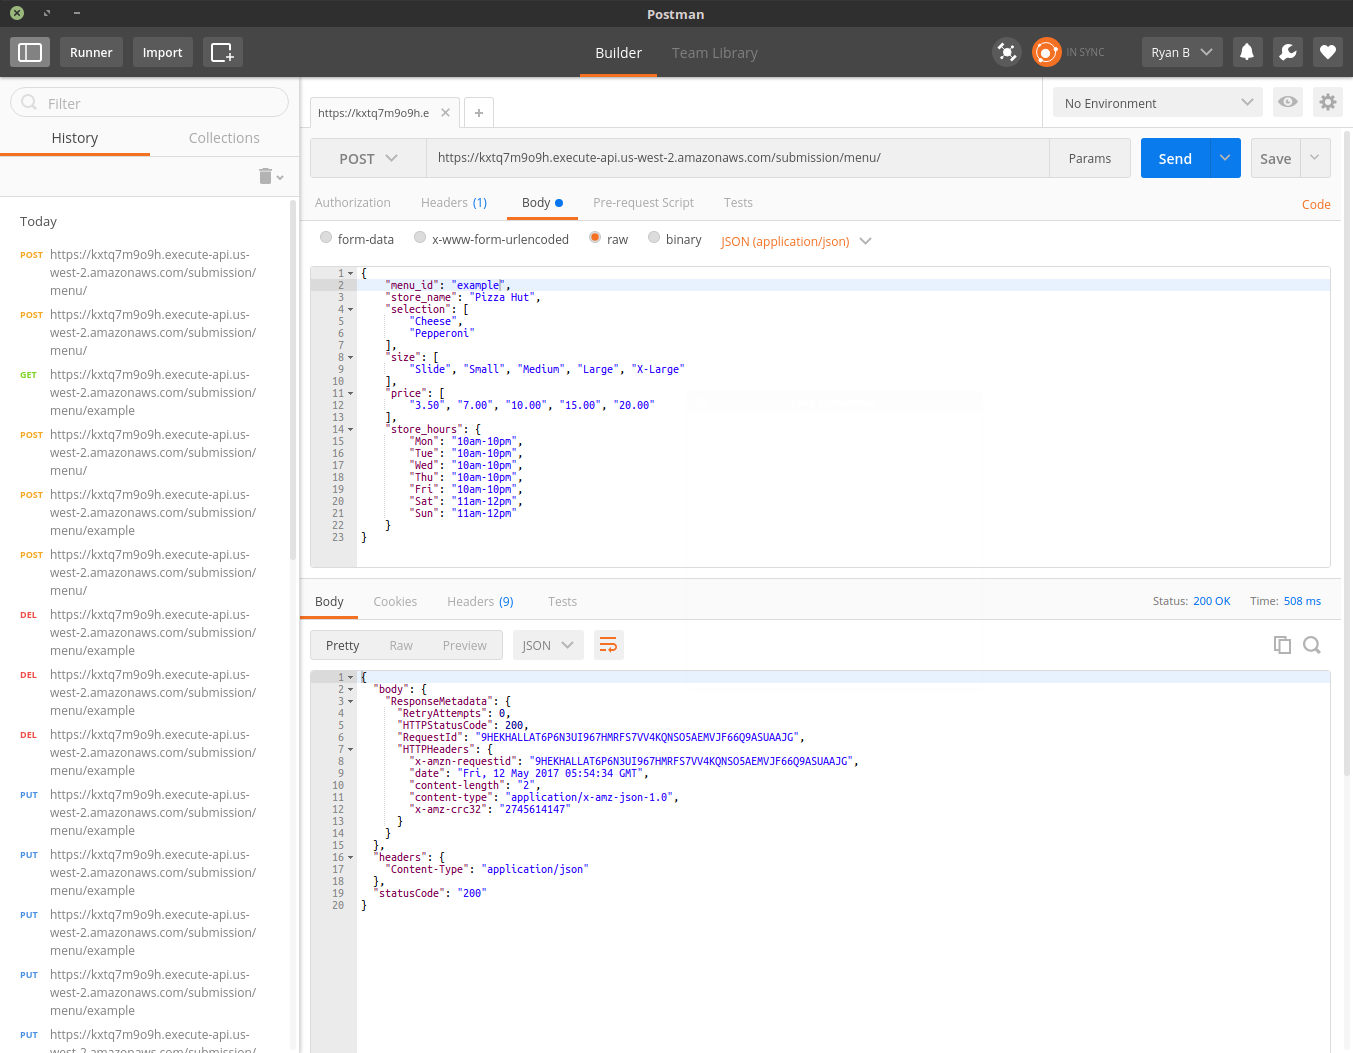 Postman
Runner
Import
Builder
Team Library
IN SYNC
Ryan B
Filter
History
Collections
Today
POST https://kxtq7m9o9h.execute-api.us-
west-2.amazonaws.com/submission/
menu/
POST https://kxtq7m9o9h.execute-api.us-
west-2.amazonaws.com/submission/
menu/
GET https://kxtq7m9o9h.execute-api.us-
west-2.amazonaws.com/submission/
menu/example
POST https://kxtq7m9o9h.execute-api.us-
west-2.amazonaws.com/submission/
menu/
POST https://kxtq7m9o9h.execute-api.us-
west-2.amazonaws.com/submission/
menu/example
POST https://kxtq7m9o9h.execute-api.us-
west-2.amazonaws.com/submission/
menu/
DEL https://kxtq7m9o9h.execute-api.us-
west-2.amazonaws.com/submission/
menu/example
DEL https://kxtq7m9o9h.execute-api.us-
west-2.amazonaws.com/submission/
menu/example
DEL https://kxtq7m9o9h.execute-api.us-
west-2.amazonaws.com/submission/
menu/example
PUT https://kxtq7m9o9h.execute-api.us-
west-2.amazonaws.com/submission/
menu/example
PUT https://kxtq7m9o9h.execute-api.us-
west-2.amazonaws.com/submission/
menu/example
PUT https://kxtq7m9o9h.execute-api.us-
west-2.amazonaws.com/submission/
menu/example
PUT https://kxtq7m9o9h.execute-api.us-
west-2.amazonaws.com/submission/
menu/example
PUT https://kxtq7m9o9h.execute-api.us-
west-2.amazonaws.com/submission/
https://kxtq7m9o9h.e
No Environment
POST https://kxtq7m9o9h.execute-api.us-west-2.amazonaws.com/submission/menu/ Params Send Save
Authorization Headers (1) Body Pre-request Script Tests Code
form-data x-www-form-urlencoded raw binary JSON (application/json)
1 {
2 "menu_id": "example",
3 "store_name": "Pizza Hut",
4 "selection": [
5 "Cheese",
6 "Pepperoni"
7 ],
8 "size": [
9 "Slide", "Small", "Medium", "Large", "X-Large"
10 ],
11 "price": [
12 "3.50", "7.00", "10.00", "15.00", "20.00"
13 ],
14 "store_hours": {
15 "Mon": "10am-10pm",
16 "Tue": "10am-10pm",
17 "Wed": "10am-10pm",
18 "Thu": "10am-10pm",
19 "Fri": "10am-10pm",
20 "Sat": "11am-12pm",
21 "Sun": "11am-12pm"
22 }
23 }
Body Cookies Headers (9) Tests Status: 200 OK Time: 508 ms
Pretty Raw Preview JSON
1 {
2 "body": {
3 "ResponseMetadata": {
4 "RetryAttempts": 0,
5 "HTTPStatusCode": 200,
6 "RequestId": "9HEKHALLAT6P6N3UI967HMRFS7VV4KQNSO5AEMVJF66Q9ASUAAJG",
7 "HTTPHeaders": {
8 "x-amzn-requestid": "9HEKHALLAT6P6N3UI967HMRFS7VV4KQNSO5AEMVJF66Q9ASUAAJG",
9 "date": "Fri, 12 May 2017 05:54:34 GMT",
10 "content-length": "2",
11 "content-type": "application/x-amz-json-1.0",
12 "x-amz-crc32": "2745614147"
13 }
14 }
15 },
16 "headers": {
17 "Content-Type": "application/json"
18 },
19 "statusCode": "200"
20 }